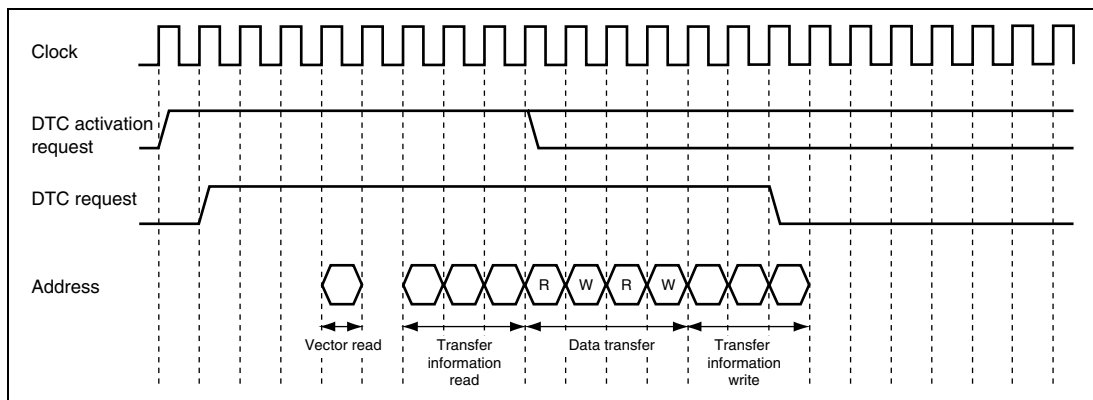 Clock
DTC activation
request
DTC request
Address
R W R W
Vector read
Transfer
information
read
Data transfer
Transfer
information
write